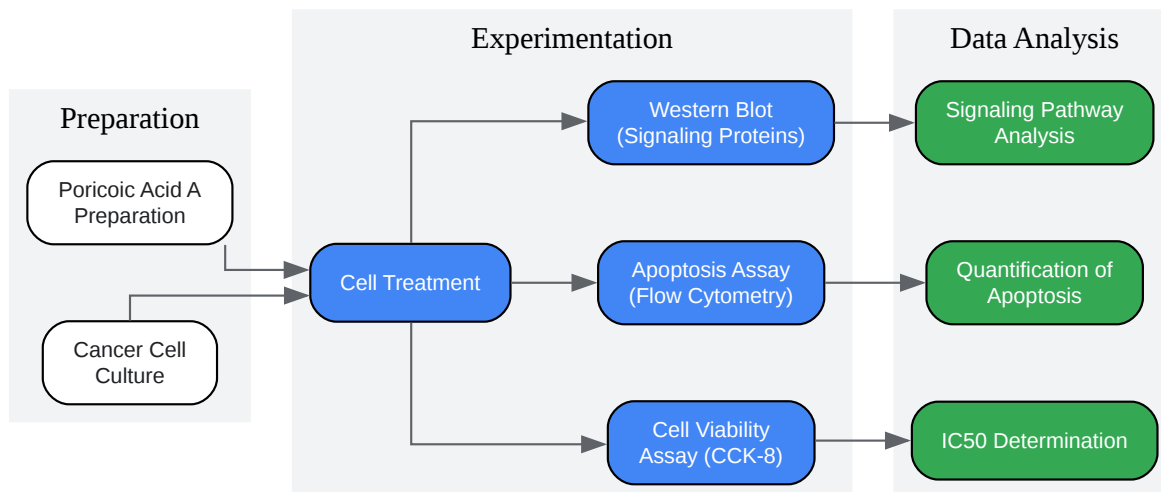 Preparation
Poricoic Acid A
Preparation
Cancer Cell
Culture
Experimentation
Cell Treatment
Western Blot
(Signaling Proteins)
Apoptosis Assay
(Flow Cytometry)
Cell Viability
Assay (CCK-8)
Data Analysis
Signaling Pathway
Analysis
Quantification of
Apoptosis
IC50 Determination